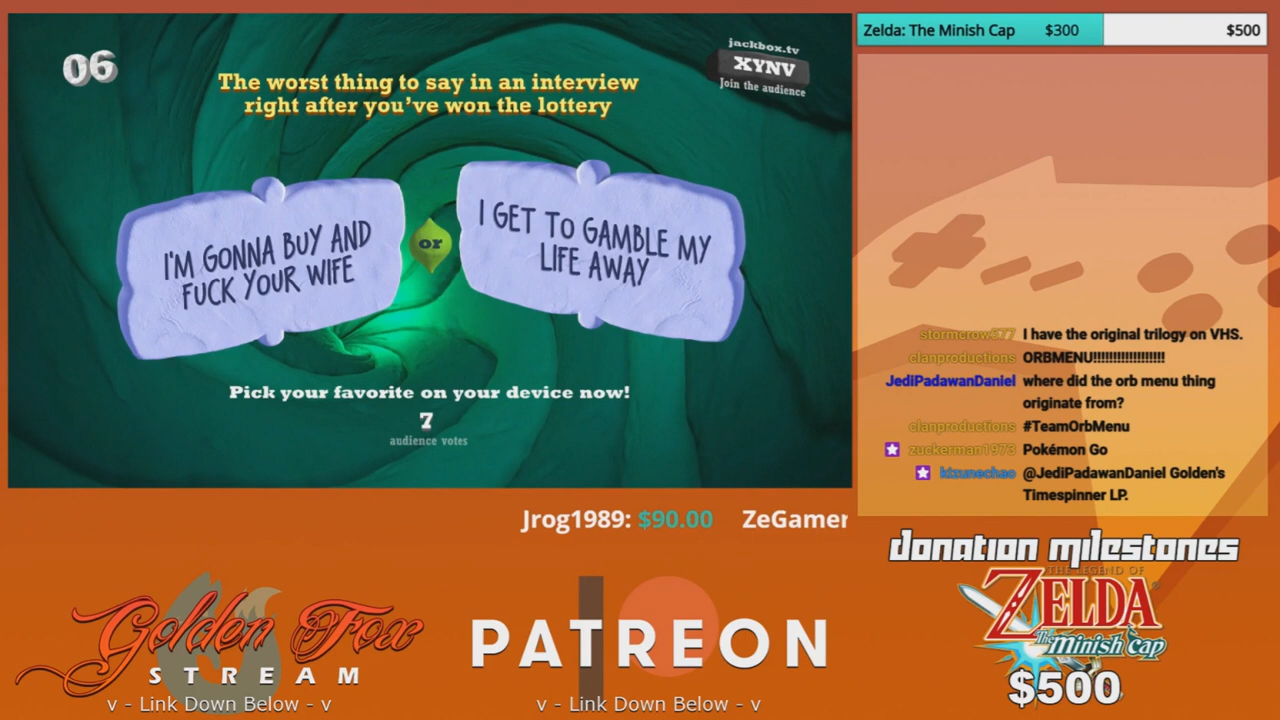 06
The worst thing to say in an interview
right after you've won the lottery
jackbox.tv
XYNV
Join the audience
I'M GONNA BUY AND
FUCK YOUR WIFE
or
I GET TO GAMBLE MY
LIFE AWAY
Pick your favorite on your device now!
7
audience votes
Zelda: The Minish Cap $300 $500
stormcrow977 I have the original trilogy on VHS.
clanproductions ORBMENU!!!!!!!!!!!!!!!!!!!
JediPadawanDaniel where did the orb menu thing
originate from?
clanproductions #TeamOrbMenu
zuckerman1973 Pokémon Go
kizunechao @JediPadawanDaniel Golden's
Timespinner LP.
Jrog1989: $90.00 ZeGamer
Golden Fox
STREAM
v - Link Down Below - v
PATREON
v - Link Down Below - v
DONATION MILESTONES
THE LEGEND OF
ZELDA
The Minish Cap
$500